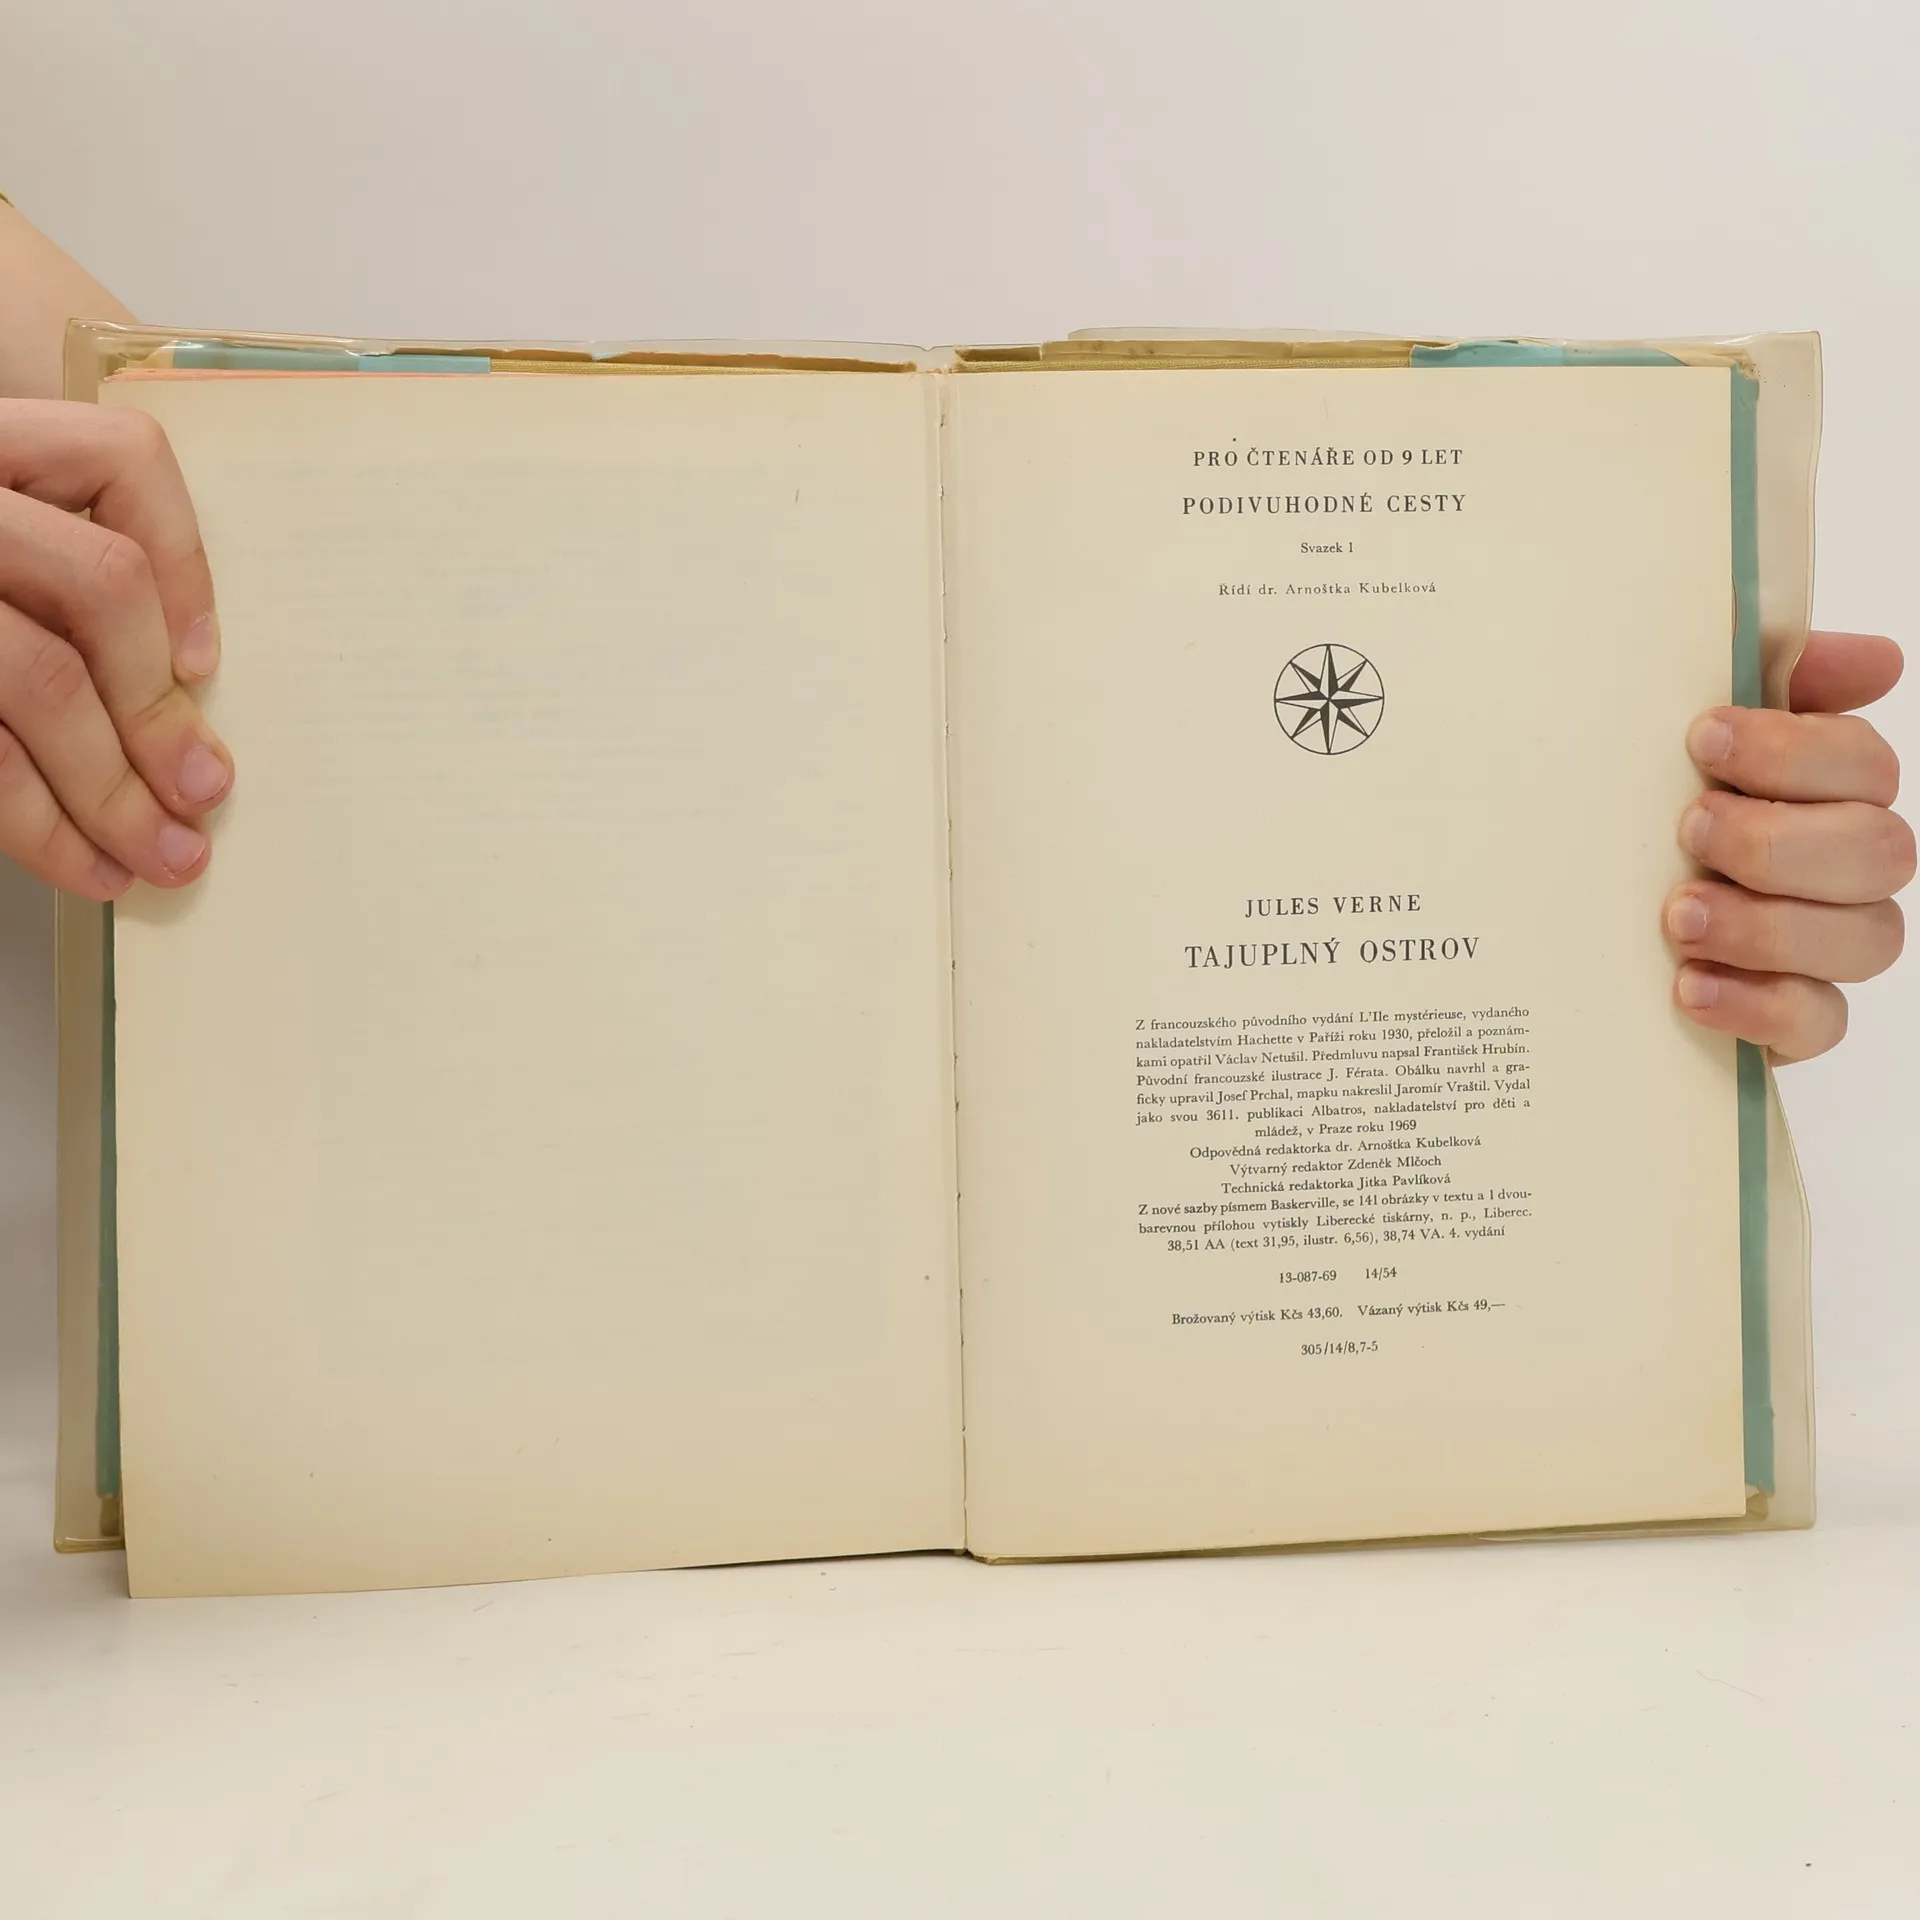 PRO ČTENÁŘE OD 9 LET
PODIVUHODNÉ CESTY
Svazek 1
Řídí dr. Arnoštka Kubelková
JULES VERNE
TAJUPLNÝ OSTROV
Z francouzského původního vydání L'Ile mystérieuse, vydaného
nakladatelstvím Hachette v Paříži roku 1930, přeložil a poznám-
kami opatřil Václav Netušil. Předmluvu napsal František Hrubín.
Původní francouzské ilustrace J. Férata. Obálku navrhl a gra-
ficky upravil Josef Prchal, mapku nakreslil Jaromír Vraštil. Vydal
jako svou 3611. publikaci Albatros, nakladatelství pro děti a
mládež, v Praze roku 1969
Odpovědná redaktorka dr. Arnoštka Kubelková
Výtvarný redaktor Zdeněk Mlčoch
Technická redaktorka Jitka Pavlíková
Z nové sazby písmem Baskerville, se 141 obrázky v textu a 1 dvou-
barevnou přílohou vytiskly Liberecké tiskárny, n. p., Liberec.
38,51 AA (text 31,95, ilustr. 6,56), 38,74 VA. 4. vydání
13-087-69 14/54
Brožovaný výtisk Kčs 43,60. Vázaný výtisk Kčs 49,—
305/14/8,7-5